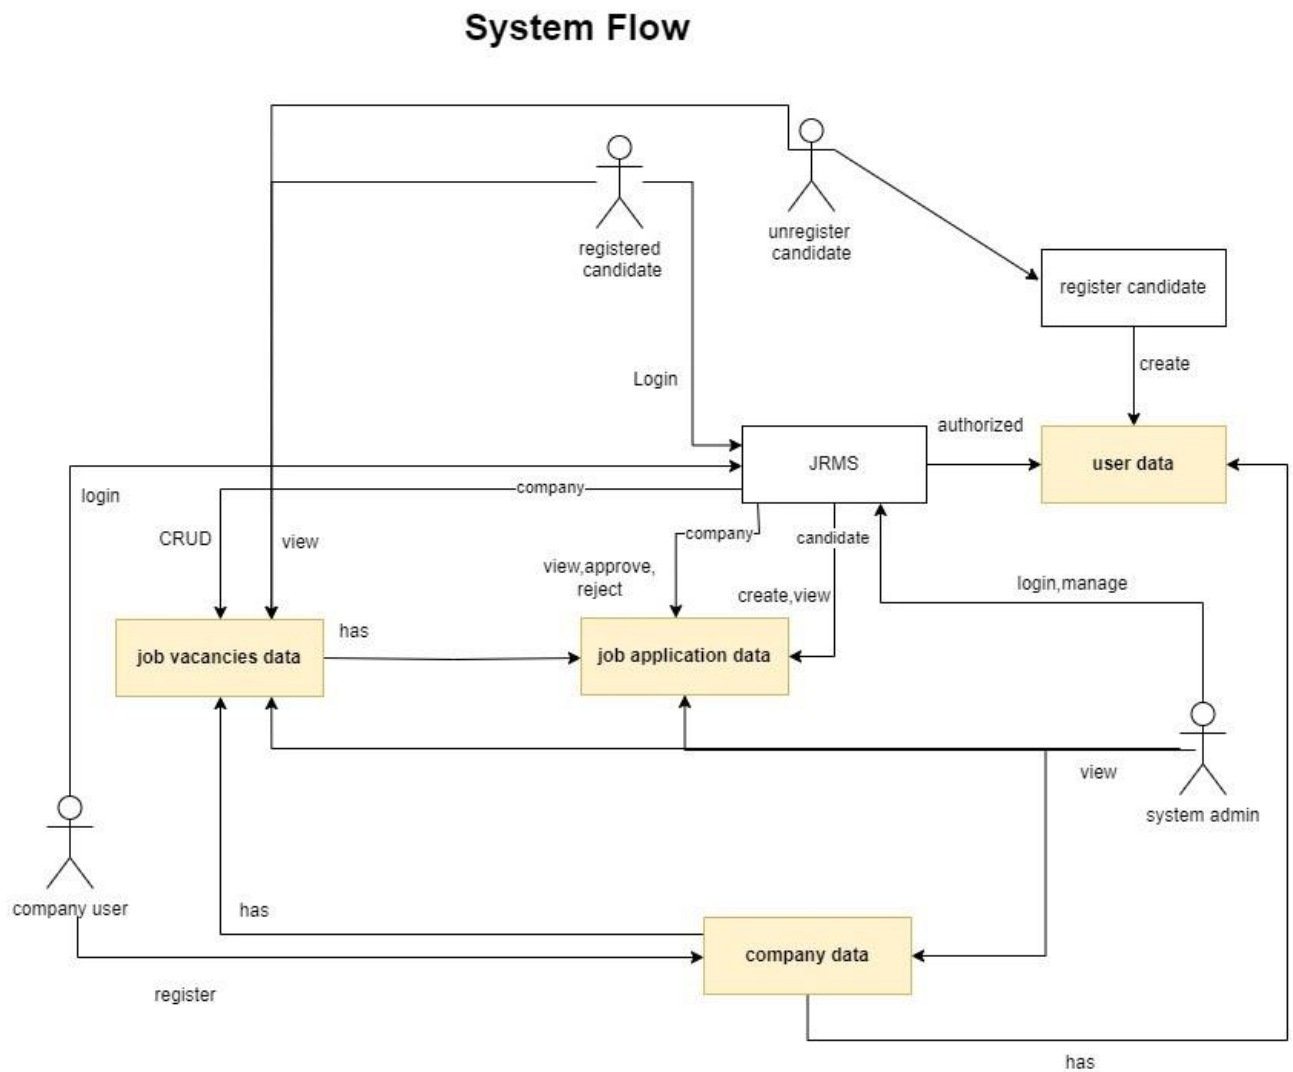 System Flow
registered
candidate
unregister
candidate
register candidate
create
Login
authorized
JRMS
user data
login
company
CRUD
view
company
candidate
view,approve,
reject
create,view
login,manage
has
job vacancies data
job application data
view
system admin
company user
has
company data
register
has